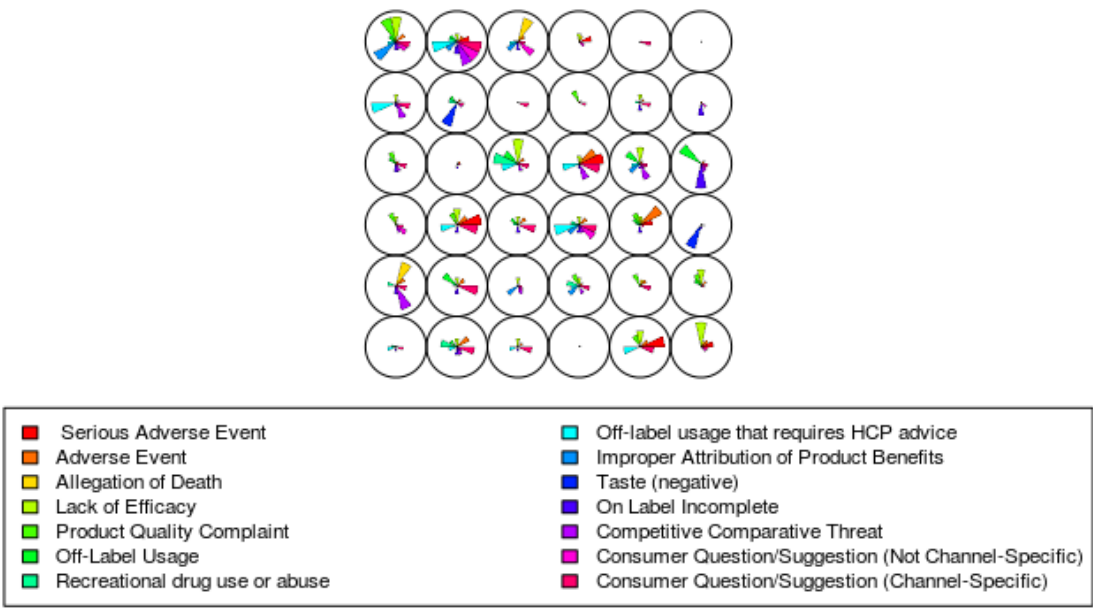 Serious Adverse Event
Adverse Event
Allegation of Death
Lack of Efficacy
Product Quality Complaint
Off-Label Usage
Recreational drug use or abuse
Off-label usage that requires HCP advice
Improper Attribution of Product Benefits
Taste (negative)
On Label Incomplete
Competitive Comparative Threat
Consumer Question/Suggestion (Not Channel-Specific)
Consumer Question/Suggestion (Channel-Specific)